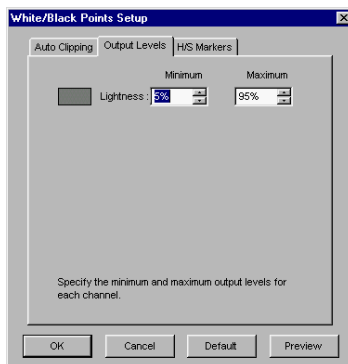 White/Black Points Setup
Auto Clipping Output Levels H/S Markers
Minimum Maximum
Lightness : 5% 95%
Specify the minimum and maximum output levels for
each channel.
OK Cancel Default Preview